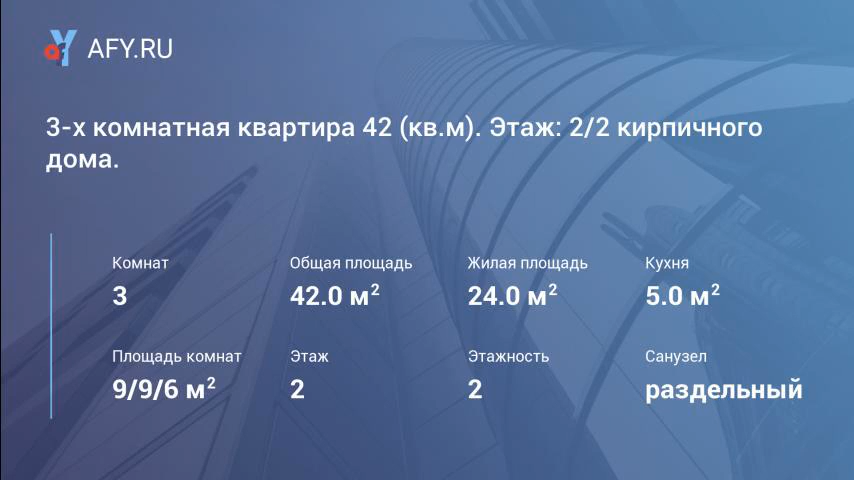 AFY.RU
3-х комнатная квартира 42 (кв.м). Этаж: 2/2 кирпичного
дома.
Комнат
3
Общая площадь
42.0 м²
Жилая площадь
24.0 м²
Кухня
5.0 м²
Площадь комнат
9/9/6 м²
Этаж
2
Этажность
2
Санузел
раздельный